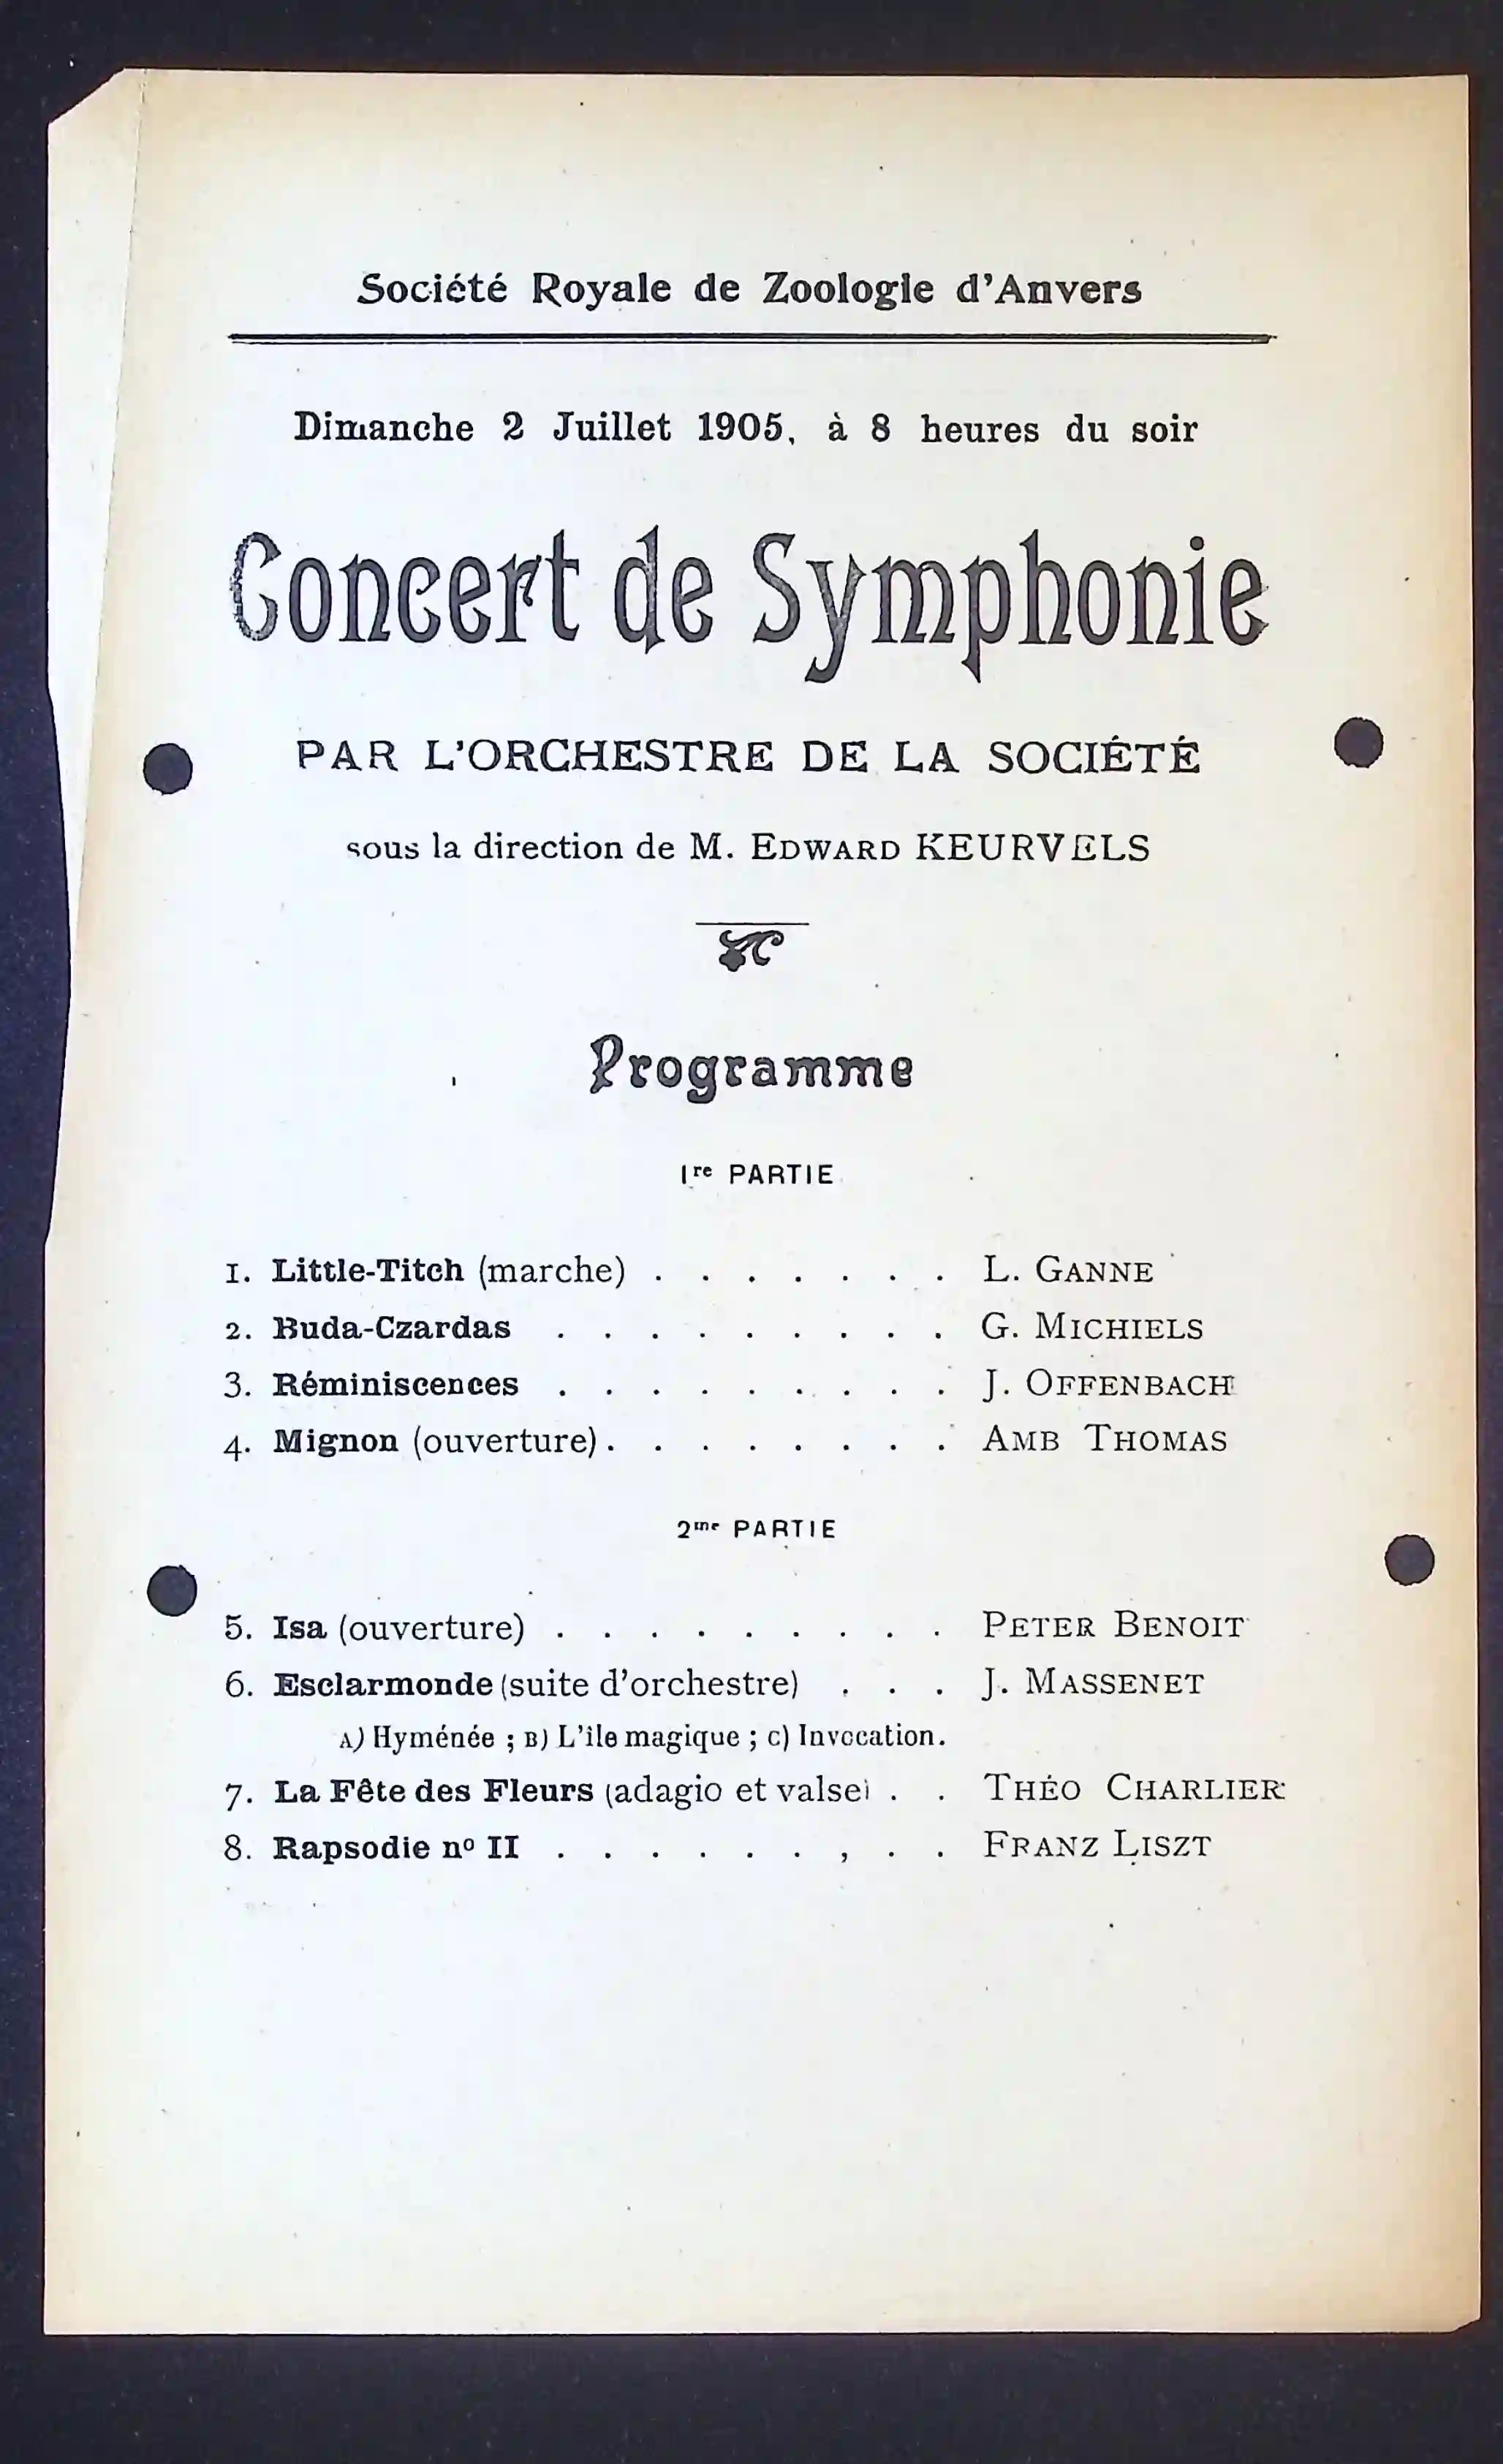 Société Royale de Zoologie d'Anvers
Dimanche 2 Juillet 1905, à 8 heures du soir
Concert de Symphonie
PAR L'ORCHESTRE DE LA SOCIÉTÉ
sous la direction de M. EDWARD KEURVELS
Programme
1re PARTIE
1. Little-Titch (marche) . . . . . . . L. GANNE
2. Buda-Czardas . . . . . . . . . G. MICHIELS
3. Réminiscences . . . . . . . . . J. OFFENBACH
4. Mignon (ouverture) . . . . . . . . AMB THOMAS
2me PARTIE
5. Isa (ouverture) . . . . . . . . . PETER BENOIT
6. Esclarmonde (suite d'orchestre) . . . J. MASSENET
A) Hyménée ; B) L'île magique ; C) Invocation.
7. La Fête des Fleurs (adagio et valse) . . THÉO CHARLIER
8. Rapsodie nº II . . . . . . , . . FRANZ LISZT